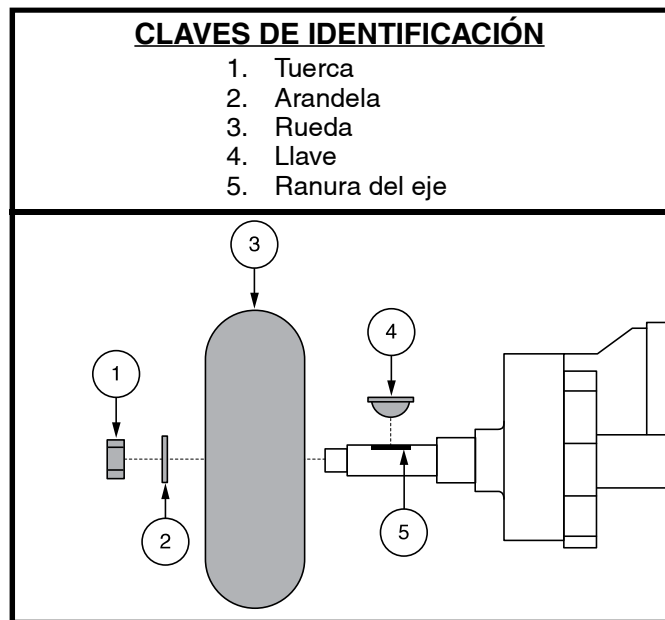 CLAVES DE IDENTIFICACIÓN
1. Tuerca
2. Arandela
3. Rueda
4. Llave
5. Ranura del eje
3
4
1
2
5